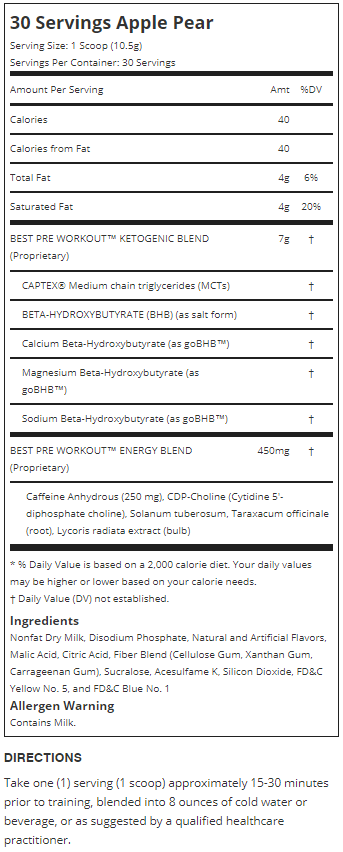 30 Servings Apple Pear
Serving Size: 1 Scoop (10.5g)
Servings Per Container: 30 Servings
Amount Per Serving Amt %DV
Calories 40
Calories from Fat 40
Total Fat 4g 6%
Saturated Fat 4g 20%
BEST PRE WORKOUT™ KETOGENIC BLEND 7g †
(Proprietary)
CAPTEX® Medium chain triglycerides (MCTs) †
BETA-HYDROXYBUTYRATE (BHB) (as salt form) †
Calcium Beta-Hydroxybutyrate (as goBHB™) †
Magnesium Beta-Hydroxybutyrate (as †
goBHB™)
Sodium Beta-Hydroxybutyrate (as goBHB™) †
BEST PRE WORKOUT™ ENERGY BLEND 450mg †
(Proprietary)
Caffeine Anhydrous (250 mg), CDP-Choline (Cytidine 5'-
diphosphate choline), Solanum tuberosum, Taraxacum officinale
(root), Lycoris radiata extract (bulb)
* % Daily Value is based on a 2,000 calorie diet. Your daily values
may be higher or lower based on your calorie needs.
† Daily Value (DV) not established.
Ingredients
Nonfat Dry Milk, Disodium Phosphate, Natural and Artificial Flavors,
Malic Acid, Citric Acid, Fiber Blend (Cellulose Gum, Xanthan Gum,
Carrageenan Gum), Sucralose, Acesulfame K, Silicon Dioxide, FD&C
Yellow No. 5, and FD&C Blue No. 1
Allergen Warning
Contains Milk.
DIRECTIONS
Take one (1) serving (1 scoop) approximately 15-30 minutes
prior to training, blended into 8 ounces of cold water or
beverage, or as suggested by a qualified healthcare
practitioner.